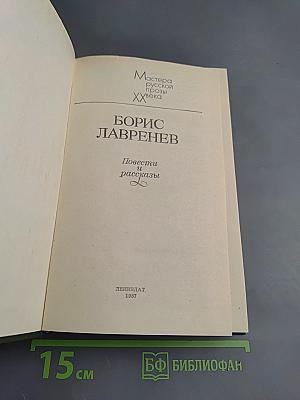 Мастера
русской
прозы
XX века
БОРИС
ЛАВРЕНЕВ
Повести
и
рассказы
ЛЕНИЗДАТ
1987
15 см
БФ БИБЛИОФАН